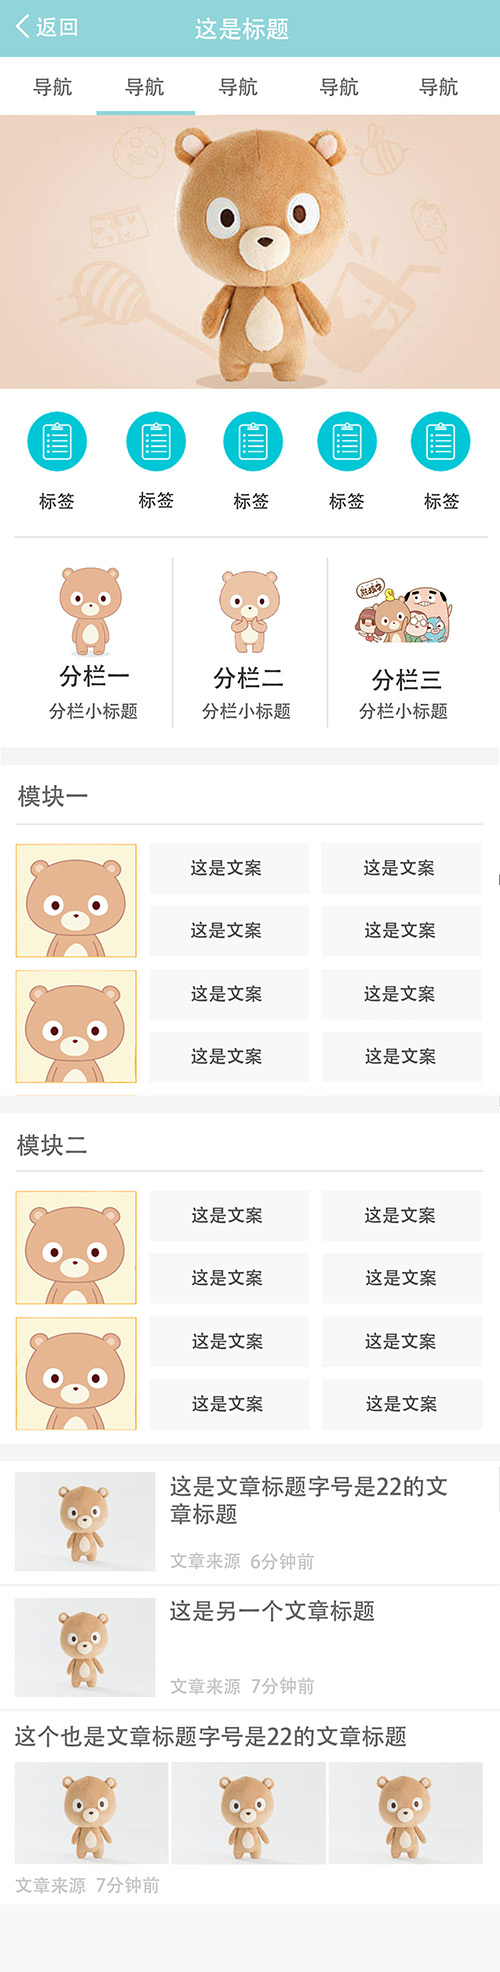 返回
这是标题
导航 导航 导航 导航 导航
标签 标签 标签 标签 标签
分栏一 分栏二 分栏三
分栏小标题 分栏小标题 分栏小标题
模块一
这是文案 这是文案
这是文案 这是文案
这是文案 这是文案
这是文案 这是文案
模块二
这是文案 这是文案
这是文案 这是文案
这是文案 这是文案
这是文案 这是文案
这是文章标题字号是22的文
章标题
文章来源 6分钟前
这是另一个文章标题
文章来源 7分钟前
这个也是文章标题字号是22的文章标题
文章来源 7分钟前